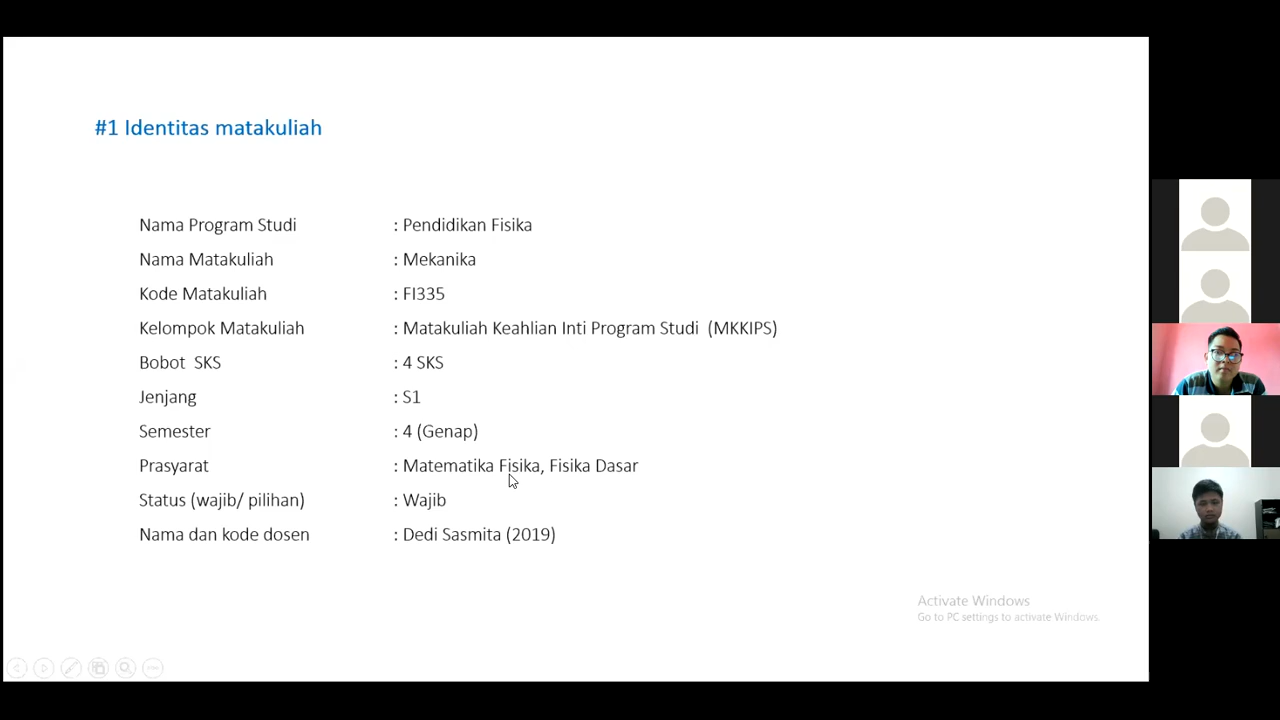 #1 Identitas matakuliah
Nama Program Studi : Pendidikan Fisika
Nama Matakuliah : Mekanika
Kode Matakuliah : FI335
Kelompok Matakuliah : Matakuliah Keahlian Inti Program Studi (MKKIPS)
Bobot SKS : 4 SKS
Jenjang : S1
Semester : 4 (Genap)
Prasyarat : Matematika Fisika, Fisika Dasar
Status (wajib/ pilihan) : Wajib
Nama dan kode dosen : Dedi Sasmita (2019)
Activate Windows
Go to PC settings to activate Windows.